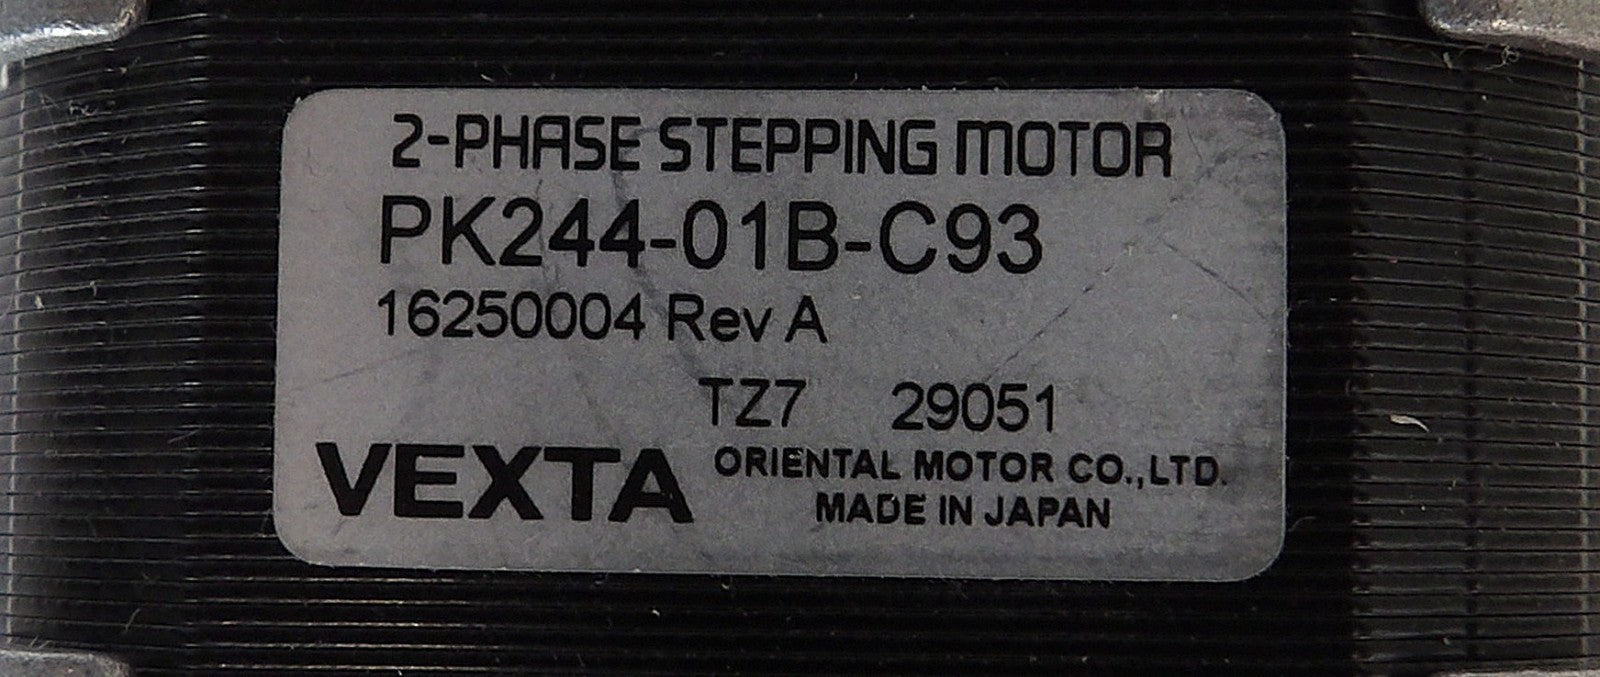 2-PHASE STEPPING MOTOR
PK244-01B-C93
16250004 Rev A
TZ7 29051
VEXTA ORIENTAL MOTOR CO.,LTD.
MADE IN JAPAN